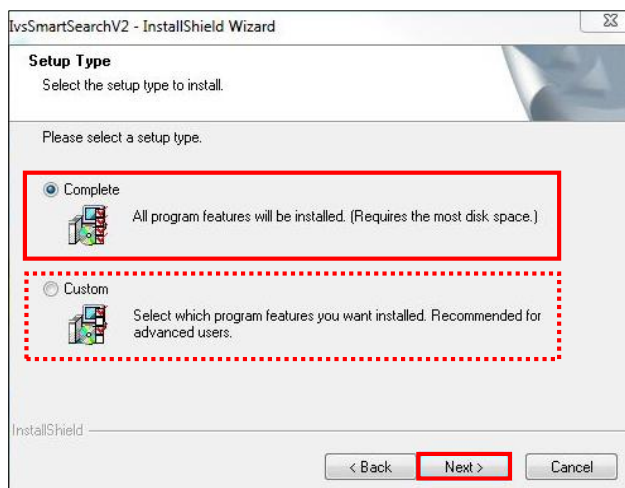 IvsSmartSearchV2 - InstallShield Wizard
Setup Type
Select the setup type to install.
Please select a setup type.
Complete
All program features will be installed. (Requires the most disk space.)
Custom
Select which program features you want installed. Recommended for
advanced users.
InstallShield
< Back
Next >
Cancel